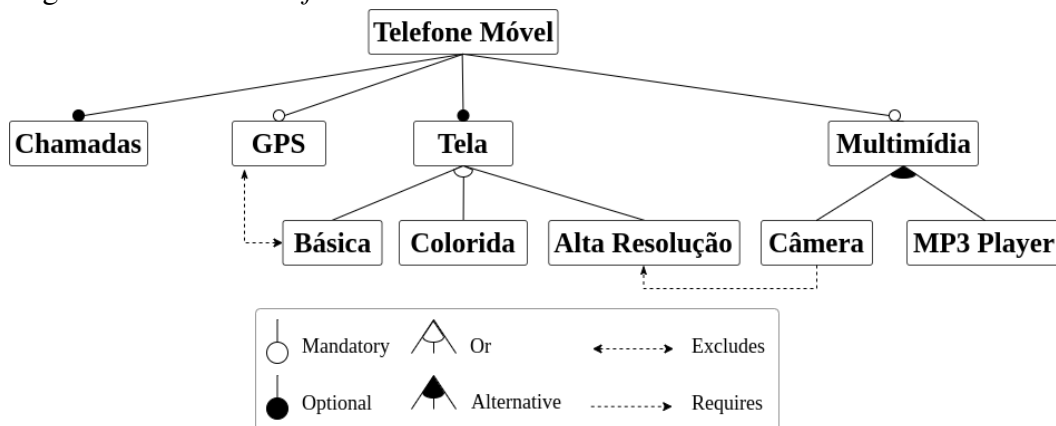 Telefone Móvel
Chamadas GPS Tela Multimídia
Básica Colorida Alta Resolução Câmera MP3 Player
Mandatory Or Excludes
Optional Alternative Requires